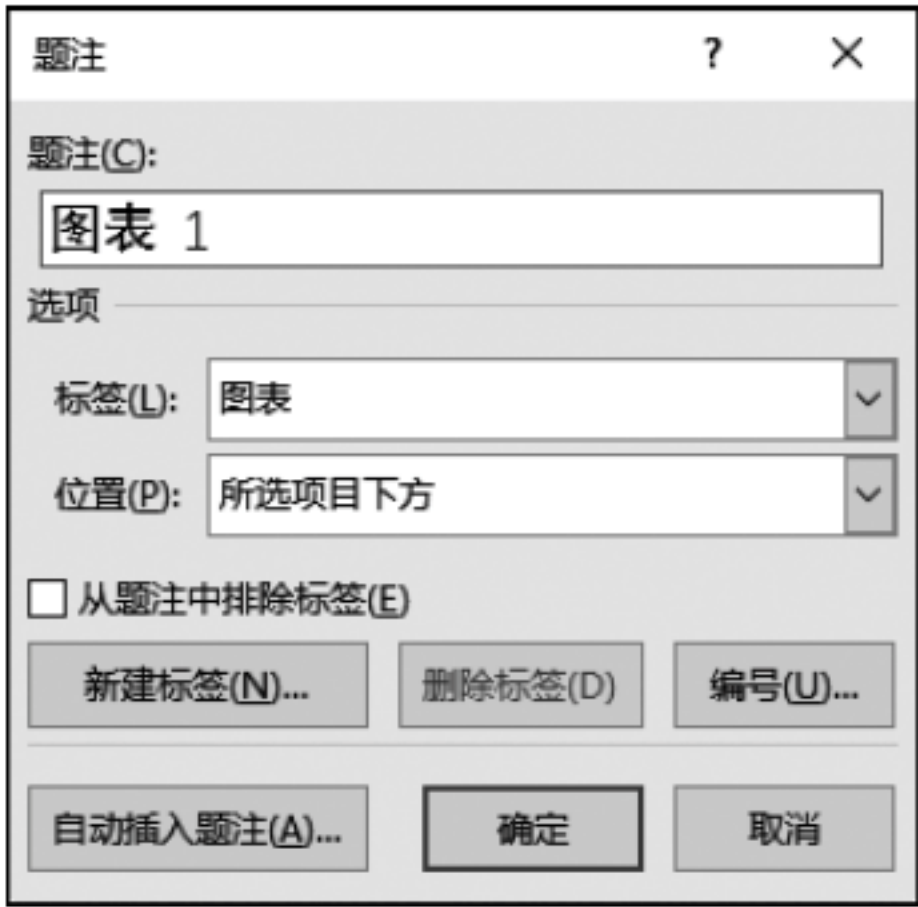 题注 ? ×
题注(C):
图表 1
选项
标签(L): 图表
位置(P): 所选项目下方
从题注中排除标签(E)
新建标签(N)... 删除标签(D) 编号(U)...
自动插入题注(A)... 确定 取消